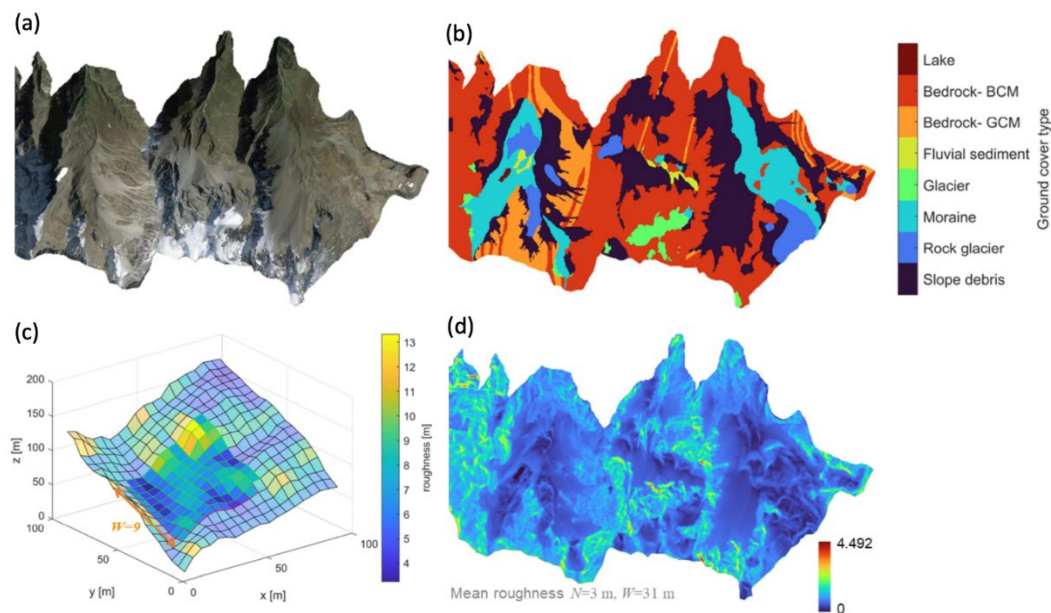 (a)
(b)
Lake
Bedrock- BCM
Bedrock- GCM
Fluvial sediment
Glacier
Moraine
Rock glacier
Slope debris
Ground cover type
(c)
200
150
100
50
0
z [m]
100
50
0
y [m]
0
50
100
x [m]
W=9
13
12
11
10
9
8
7
6
5
4
roughness [m]
(d)
4.492
0
Mean roughness N=3 m, W=31 m